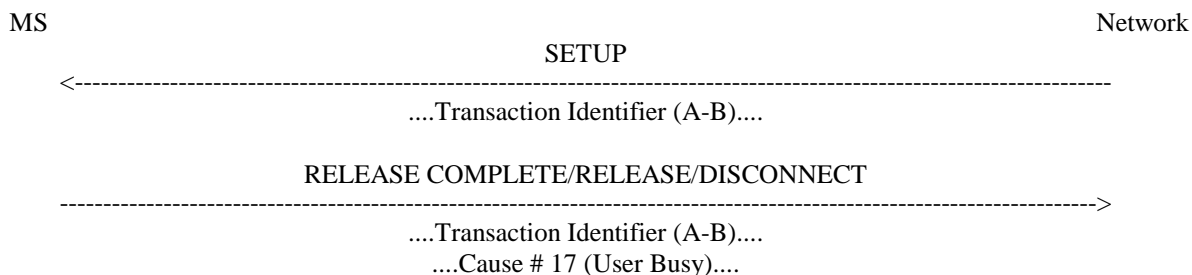 MS Network
SETUP
<------------------------------------------------------------------------------------------------------------------------
....Transaction Identifier (A-B)....
RELEASE COMPLETE/RELEASE/DISCONNECT
------------------------------------------------------------------------------------------------------------------------>
....Transaction Identifier (A-B)....
....Cause # 17 (User Busy)....